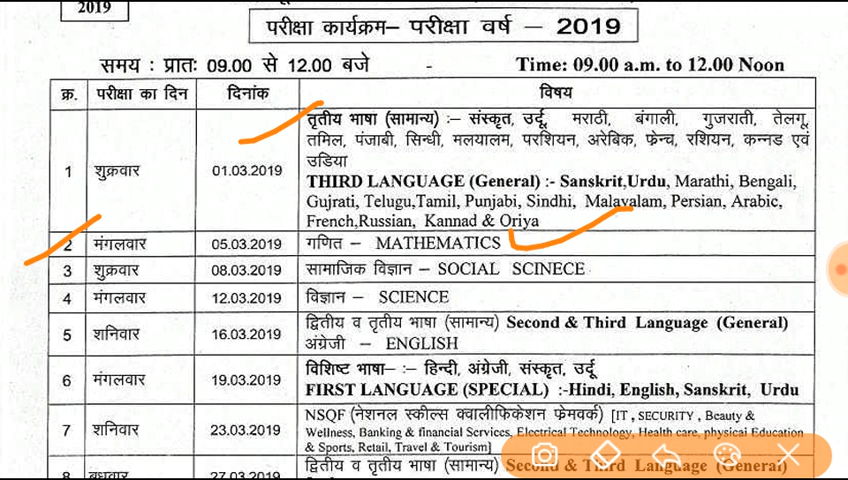 2019
परीक्षा कार्यक्रम– परीक्षा वर्ष – 2019
समय : प्रातः 09.00 से 12.00 बजे - Time: 09.00 a.m. to 12.00 Noon
क्र. परीक्षा का दिन दिनांक विषय
1 शुक्रवार 01.03.2019
तृतीय भाषा (सामान्य) :– संस्कृत, उर्दू, मराठी, बंगाली, गुजराती, तेलगू,
तमिल, पंजाबी, सिन्धी, मलयालम, परशियन, अरेबिक, फ्रेन्च, रशियन, कन्नड एवं
उडिया
THIRD LANGUAGE (General) :- Sanskrit,Urdu, Marathi, Bengali,
Gujrati, Telugu,Tamil, Punjabi, Sindhi, Malayalam, Persian, Arabic,
French,Russian, Kannad & Oriya
2 मंगलवार 05.03.2019 गणित – MATHEMATICS
3 शुक्रवार 08.03.2019 सामाजिक विज्ञान – SOCIAL SCINECE
4 मंगलवार 12.03.2019 विज्ञान – SCIENCE
5 शनिवार 16.03.2019 द्वितीय व तृतीय भाषा (सामान्य) Second & Third Language (General)
अंग्रेजी – ENGLISH
6 मंगलवार 19.03.2019 विशिष्ट भाषा– :– हिन्दी, अंग्रेजी, संस्कृत, उर्दू
FIRST LANGUAGE (SPECIAL) :-Hindi, English, Sanskrit, Urdu
7 शनिवार 23.03.2019 NSQF (नेशनल स्कील्स क्वालीफिकेशन फ्रेमवर्क) [IT , SECURITY , Beauty &
Wellness, Banking & financial Services, Electrical Technology, Health care, physical Education
& Sports, Retail, Travel & Tourism]
8 बुधवार 27.03.2019 द्वितीय व तृतीय भाषा (सामान्य) Second & Third Language (General)